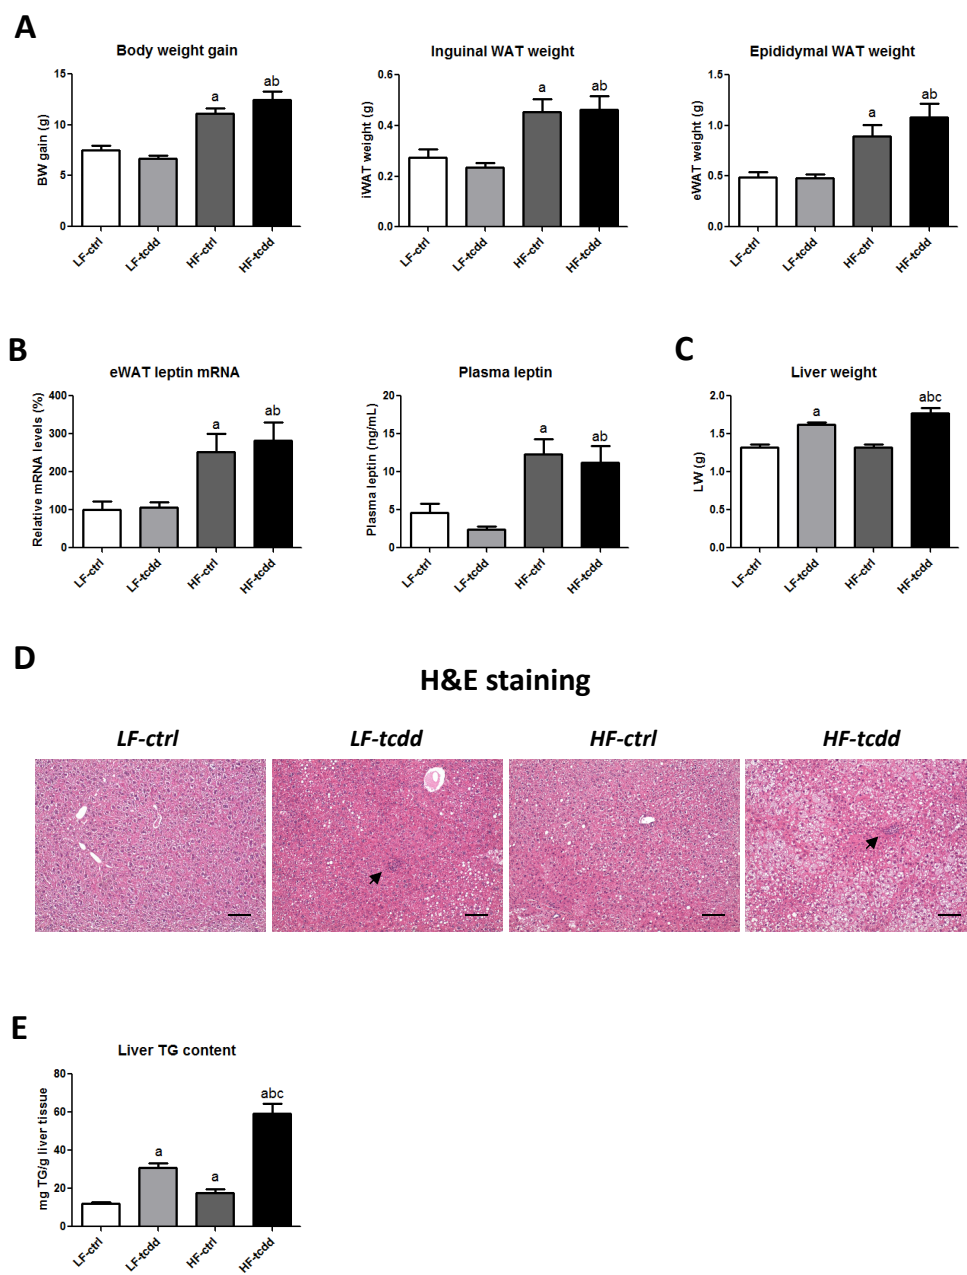 A
Body weight gain
BW gain (g)
15
10
5
0
a
ab
LF-ctrl
LF-tcdd
HF-ctrl
HF-tcdd
Inguinal WAT weight
iWAT weight (g)
0.6
0.4
0.2
0.0
a
ab
LF-ctrl
LF-tcdd
HF-ctrl
HF-tcdd
Epididymal WAT weight
eWAT weight (g)
1.5
1.0
0.5
0.0
a
ab
LF-ctrl
LF-tcdd
HF-ctrl
HF-tcdd
B
eWAT leptin mRNA
Relative mRNA levels (%)
400
300
200
100
0
a
ab
LF-ctrl
LF-tcdd
HF-ctrl
HF-tcdd
Plasma leptin
Plasma leptin (ng/mL)
20
15
10
5
0
a
ab
LF-ctrl
LF-tcdd
HF-ctrl
HF-tcdd
C
Liver weight
LW (g)
2.0
1.5
1.0
0.5
0.0
a
abc
LF-ctrl
LF-tcdd
HF-ctrl
HF-tcdd
D
H&E staining
LF-ctrl
LF-tcdd
HF-ctrl
HF-tcdd
E
Liver TG content
mg TG/g liver tissue
80
60
40
20
0
a
a
abc
LF-ctrl
LF-tcdd
HF-ctrl
HF-tcdd